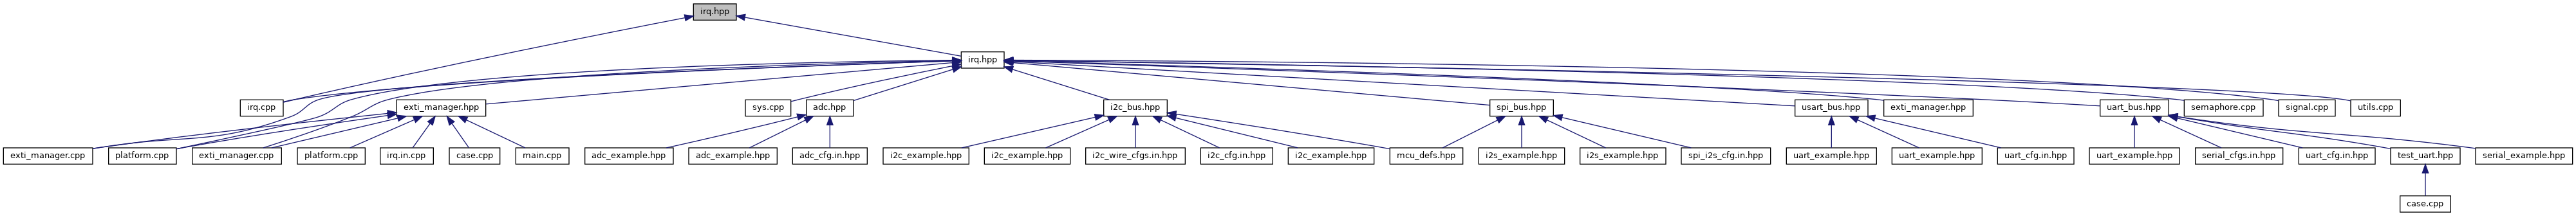 irq.hpp
irq.hpp
irq.cpp
exti_manager.hpp
sys.cpp
adc.hpp
i2c_bus.hpp
spi_bus.hpp
usart_bus.hpp
exti_manager.hpp
uart_bus.hpp
semaphore.cpp
signal.cpp
utils.cpp
exti_manager.cpp
platform.cpp
exti_manager.cpp
platform.cpp
irq.in.cpp
case.cpp
main.cpp
adc_example.hpp
adc_example.hpp
adc_cfg.in.hpp
i2c_example.hpp
i2c_example.hpp
i2c_wire_cfgs.in.hpp
i2c_cfg.in.hpp
i2c_example.hpp
mcu_defs.hpp
i2s_example.hpp
i2s_example.hpp
spi_i2s_cfg.in.hpp
uart_example.hpp
uart_example.hpp
uart_cfg.in.hpp
uart_example.hpp
serial_cfgs.in.hpp
uart_cfg.in.hpp
test_uart.hpp
serial_example.hpp
case.cpp